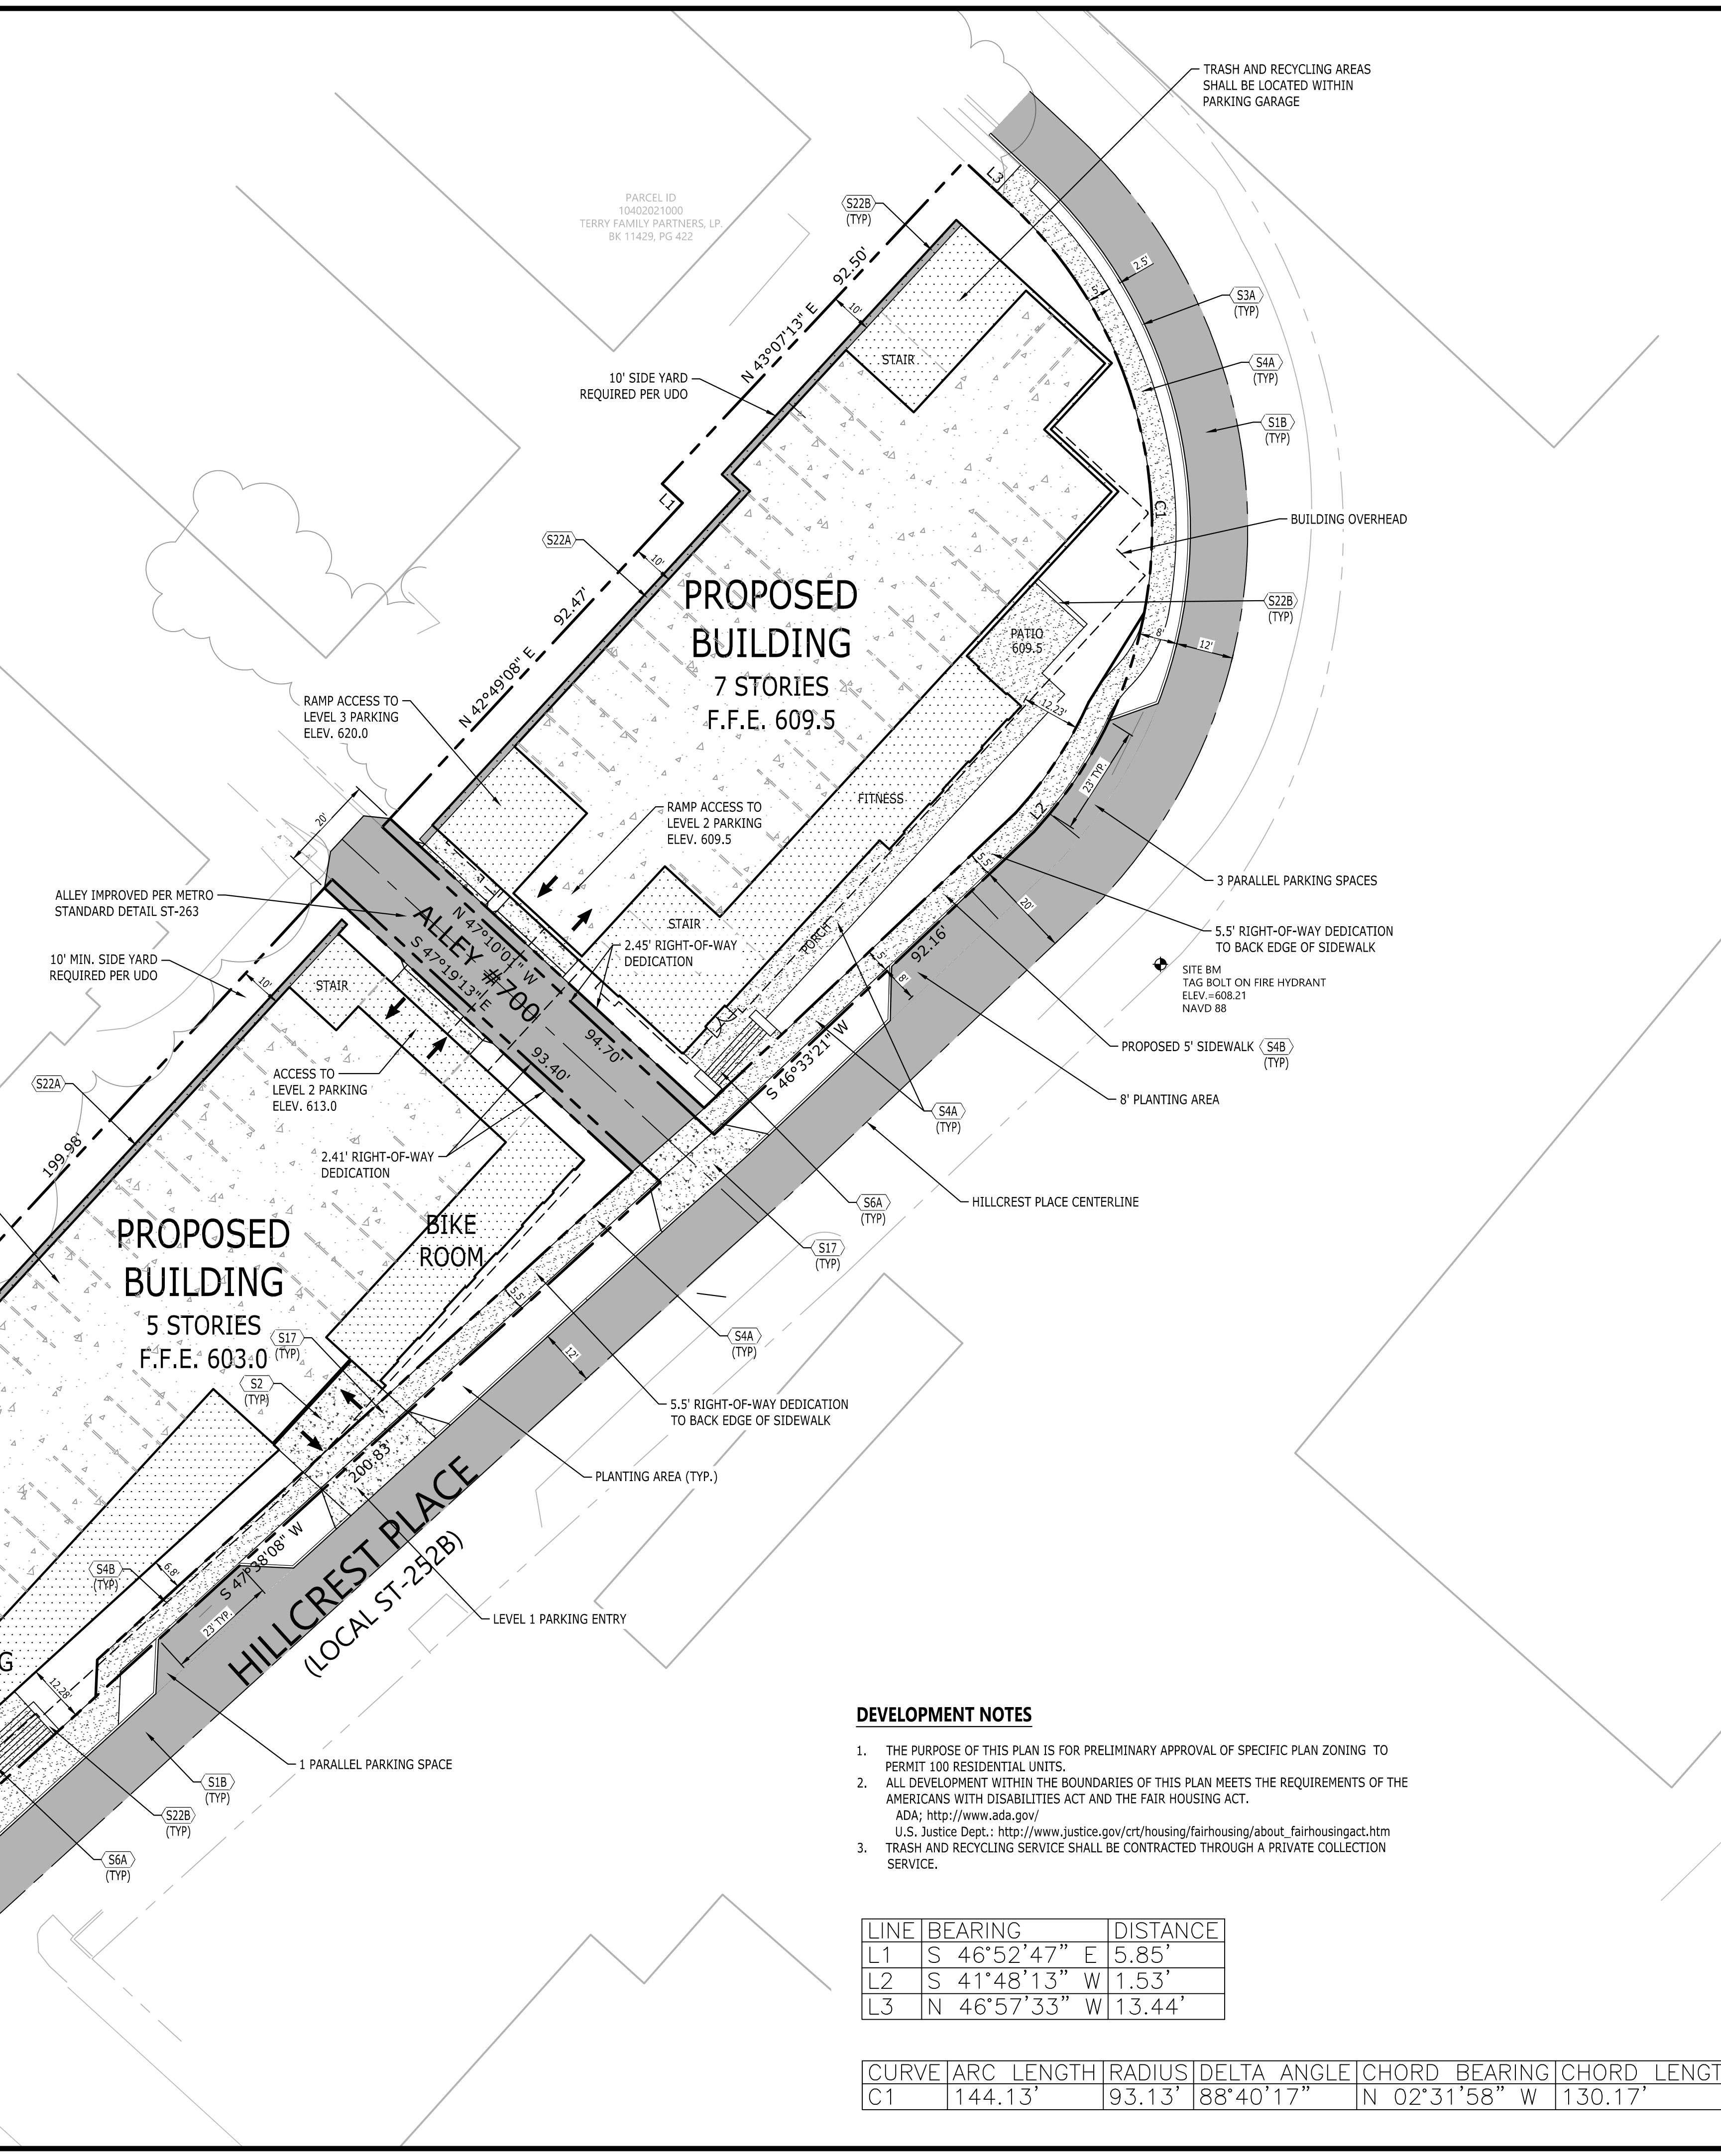 TRASH AND RECYCLING AREAS
SHALL BE LOCATED WITHIN
PARKING GARAGE
L3
PARCEL ID
10402021000
TERRY FAMILY PARTNERS, LP.
BK 11429, PG 422
S22B
(TYP)
92.50'
2.5'
5'
S3A
(TYP)
10'
N 43°07'13" E
STAIR
S4A
(TYP)
10' SIDE YARD
REQUIRED PER UDO
S1B
(TYP)
L1
C1
BUILDING OVERHEAD
S22A
10'
PROPOSED
BUILDING
7 STORIES
F.F.E. 609.5
92.47'
S22B
(TYP)
PATIO
609.5
8'
12'
N 42°49'08" E
RAMP ACCESS TO
LEVEL 3 PARKING
ELEV. 620.0
12.23'
23' TYP.
FITNESS
RAMP ACCESS TO
LEVEL 2 PARKING
ELEV. 609.5
L2
20'
5.5'
3 PARALLEL PARKING SPACES
ALLEY IMPROVED PER METRO
STANDARD DETAIL ST-263
20'
ALLEY #700
N 47°10'01" W
S 47°19'13" E
STAIR
2.45' RIGHT-OF-WAY
DEDICATION
PORCH
92.16'
5.5' RIGHT-OF-WAY DEDICATION
TO BACK EDGE OF SIDEWALK
10' MIN. SIDE YARD
REQUIRED PER UDO
10'
STAIR
5'
8'
SITE BM
TAG BOLT ON FIRE HYDRANT
ELEV.=608.21
NAVD 88
94.70'
93.40'
PROPOSED 5' SIDEWALK
S4B
(TYP)
S 46°33'21" W
S22A
ACCESS TO
LEVEL 2 PARKING
ELEV. 613.0
8' PLANTING AREA
S4A
(TYP)
199.98'
2.41' RIGHT-OF-WAY
DEDICATION
S6A
(TYP)
HILLCREST PLACE CENTERLINE
PROPOSED
BUILDING
5 STORIES
F.F.E. 603.0
BIKE
ROOM
S17
(TYP)
5.5'
S17
(TYP)
S4A
(TYP)
12'
S2
(TYP)
5.5' RIGHT-OF-WAY DEDICATION
TO BACK EDGE OF SIDEWALK
200.83'
PLANTING AREA (TYP.)
HILLCREST PLACE
(LOCAL ST-252B)
S 47°38'08" W
S4B
(TYP)
6.8'
23' TYP.
LEVEL 1 PARKING ENTRY
G
12.28'
1 PARALLEL PARKING SPACE
S1B
(TYP)
S22B
(TYP)
S6A
(TYP)
DEVELOPMENT NOTES
1. THE PURPOSE OF THIS PLAN IS FOR PRELIMINARY APPROVAL OF SPECIFIC PLAN ZONING TO
PERMIT 100 RESIDENTIAL UNITS.
2. ALL DEVELOPMENT WITHIN THE BOUNDARIES OF THIS PLAN MEETS THE REQUIREMENTS OF THE
AMERICANS WITH DISABILITIES ACT AND THE FAIR HOUSING ACT.
ADA; http://www.ada.gov/
U.S. Justice Dept.: http://www.justice.gov/crt/housing/fairhousing/about_fairhousingact.htm
3. TRASH AND RECYCLING SERVICE SHALL BE CONTRACTED THROUGH A PRIVATE COLLECTION
SERVICE.
LINE BEARING DISTANCE
L1 S 46°52'47" E 5.85'
L2 S 41°48'13" W 1.53'
L3 N 46°57'33" W 13.44'
CURVE ARC LENGTH RADIUS DELTA ANGLE CHORD BEARING CHORD LENGT
C1 144.13' 93.13' 88°40'17" N 02°31'58" W 130.17'